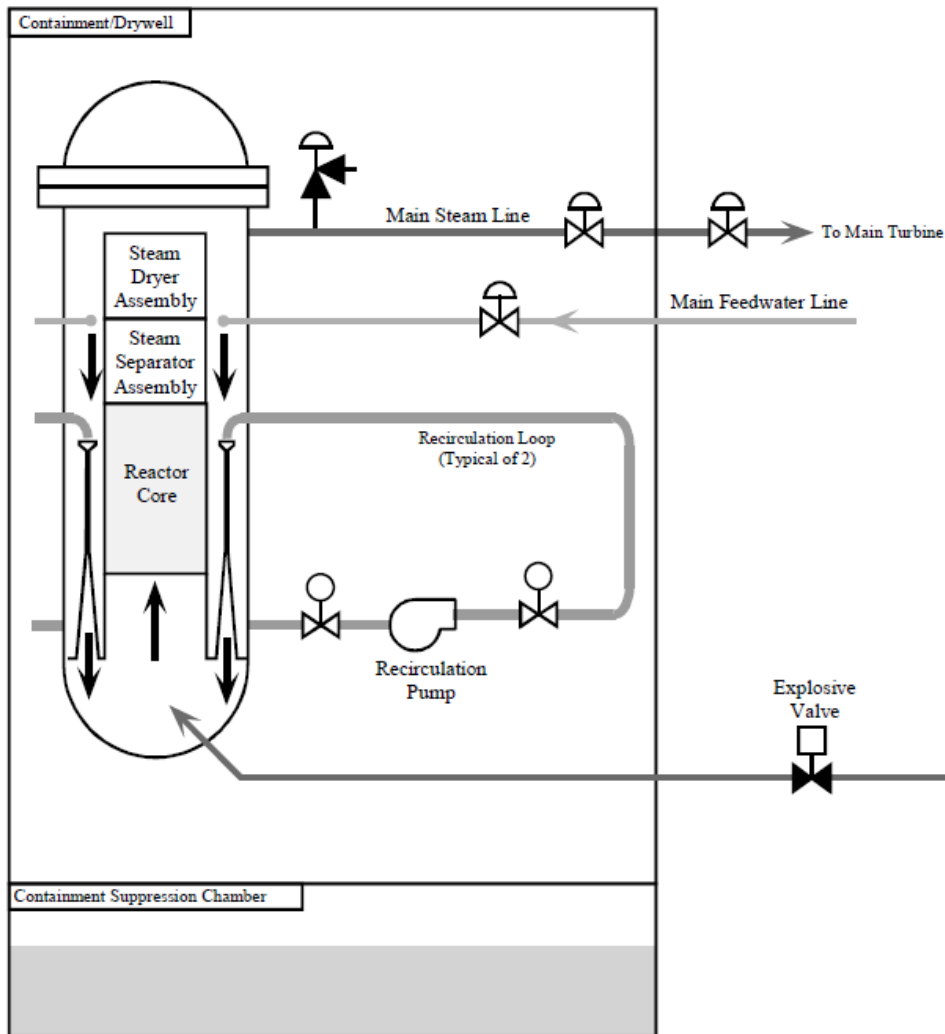 Containment/Drywell
Main Steam Line
To Main Turbine
Steam
Dryer
Assembly
Main Feedwater Line
Steam
Separator
Assembly
Recirculation Loop
(Typical of 2)
Reactor
Core
Recirculation
Pump
Explosive
Valve
Containment Suppression Chamber